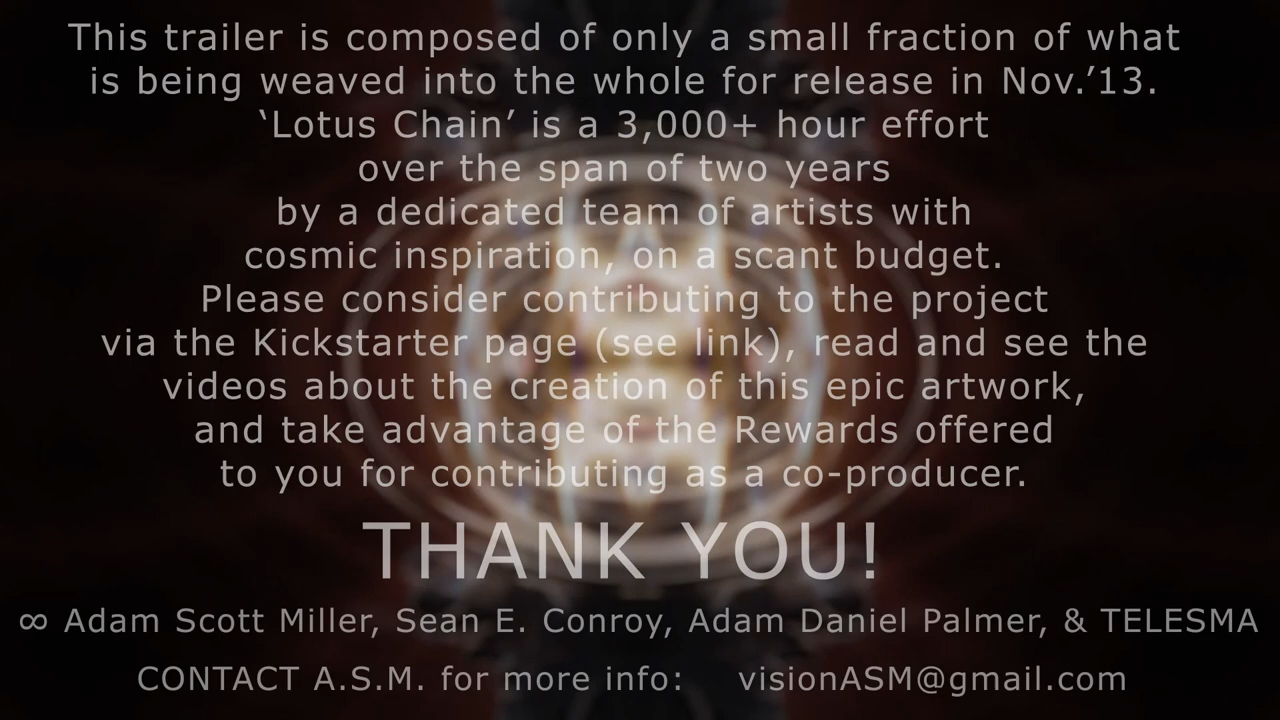 This trailer is composed of only a small fraction of what
is being weaved into the whole for release in Nov.’13.
‘Lotus Chain’ is a 3,000+ hour effort
over the span of two years
by a dedicated team of artists with
cosmic inspiration, on a scant budget.
Please consider contributing to the project
via the Kickstarter page (see link), read and see the
videos about the creation of this epic artwork,
and take advantage of the Rewards offered
to you for contributing as a co-producer.
THANK YOU!
∞ Adam Scott Miller, Sean E. Conroy, Adam Daniel Palmer, & TELESMA
CONTACT A.S.M. for more info: visionASM@gmail.com